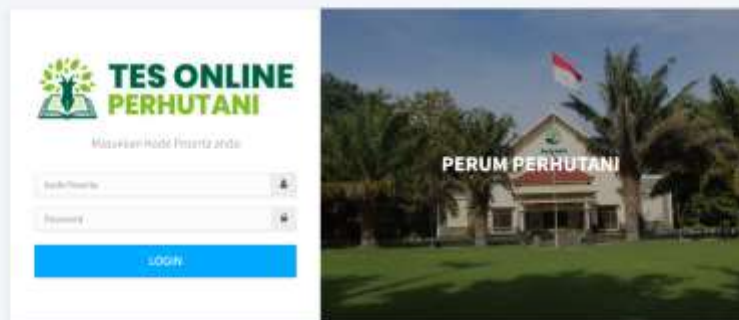 TES ONLINE
PERHUTANI
Masukkan Kode Peserta anda
Kode Peserta
Password
LOGIN
PERUM PERHUTANI